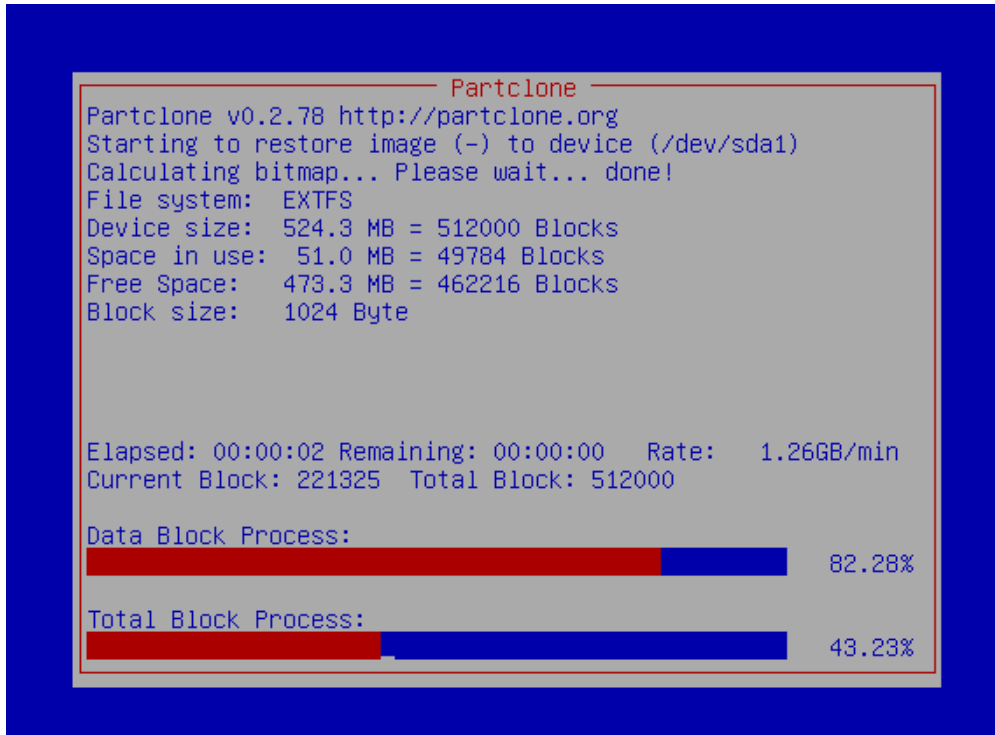 Partclone
Partclone v0.2.78 http://partclone.org
Starting to restore image (-) to device (/dev/sda1)
Calculating bitmap... Please wait... done!
File system:  EXTFS
Device size:  524.3 MB = 512000 Blocks
Space in use:  51.0 MB = 49784 Blocks
Free Space:   473.3 MB = 462216 Blocks
Block size:   1024 Byte
Elapsed: 00:00:02 Remaining: 00:00:00   Rate:   1.26GB/min
Current Block: 221325  Total Block: 512000
Data Block Process:
82.28%
Total Block Process:
43.23%